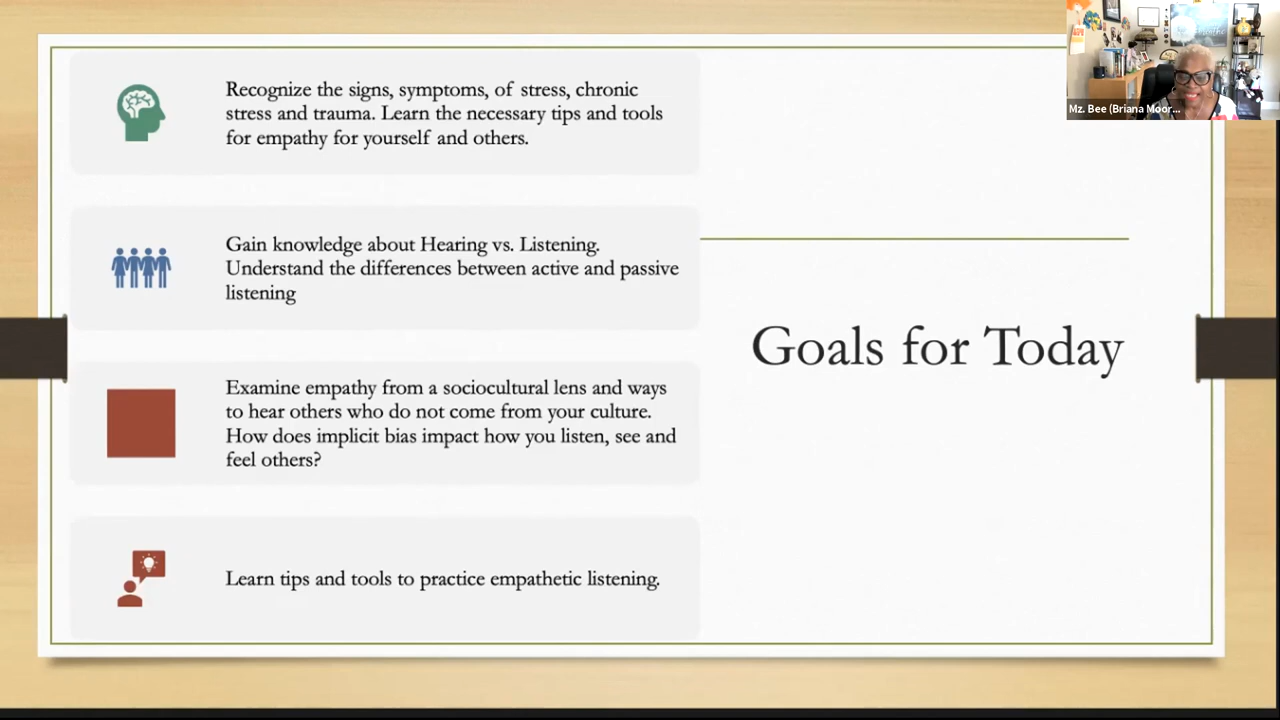 Recognize the signs, symptoms, of stress, chronic
stress and trauma. Learn the necessary tips and tools
for empathy for yourself and others.
Gain knowledge about Hearing vs. Listening.
Understand the differences between active and passive
listening
Examine empathy from a sociocultural lens and ways
to hear others who do not come from your culture.
How does implicit bias impact how you listen, see and
feel others?
Learn tips and tools to practice empathetic listening.
Goals for Today
Mz. Bee (Briana Moor...